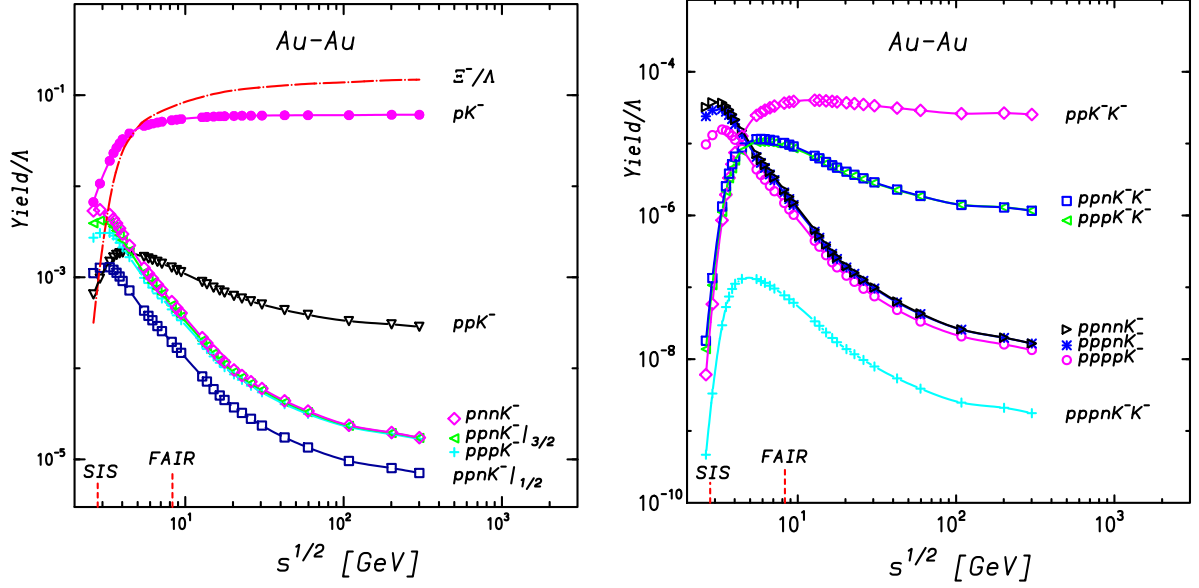 Au-Au
Yield/Λ
10⁻¹
10⁻³
10⁻⁵
Ξ⁻/Λ
pK⁻
ppK⁻
pnnK⁻
ppnK⁻|₃/₂
pppK⁻
ppnK⁻|₁/₂
SIS
FAIR
10¹
10²
10³
s^1/2 [GeV]
Au-Au
Yield/Λ
10⁻⁴
10⁻⁶
10⁻⁸
10⁻¹⁰
ppK⁻K⁻
ppnK⁻K⁻
pppK⁻K⁻
ppnnK⁻
pppnK⁻
ppppK⁻
pppnK⁻K⁻
SIS
FAIR
10¹
10²
10³
s^1/2 [GeV]